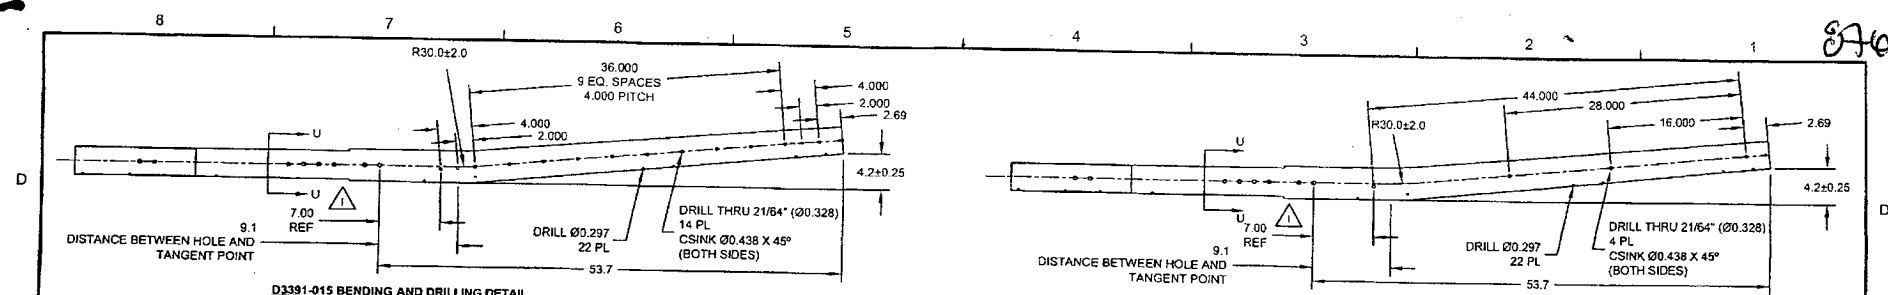 8 7 6 5 4 3 2 1
D
R30.0±2.0
36.000
9 EQ. SPACES
4.000 PITCH
4.000
2.000
2.69
4.000
2.000
U
U
1
4.2±0.25
7.00
REF
9.1
DISTANCE BETWEEN HOLE AND
TANGENT POINT
DRILL Ø0.297
22 PL
DRILL THRU 21/64" (Ø0.328)
14 PL
CSINK Ø0.438 X 45º
(BOTH SIDES)
53.7
D3391-015 BENDING AND DRILLING DETAIL
44.000
28.000
16.000
2.69
R30.0±2.0
U
U
1
4.2±0.25
7.00
REF
9.1
DISTANCE BETWEEN HOLE AND
TANGENT POINT
DRILL Ø0.297
22 PL
DRILL THRU 21/64" (Ø0.328)
4 PL
CSINK Ø0.438 X 45º
(BOTH SIDES)
53.7
D